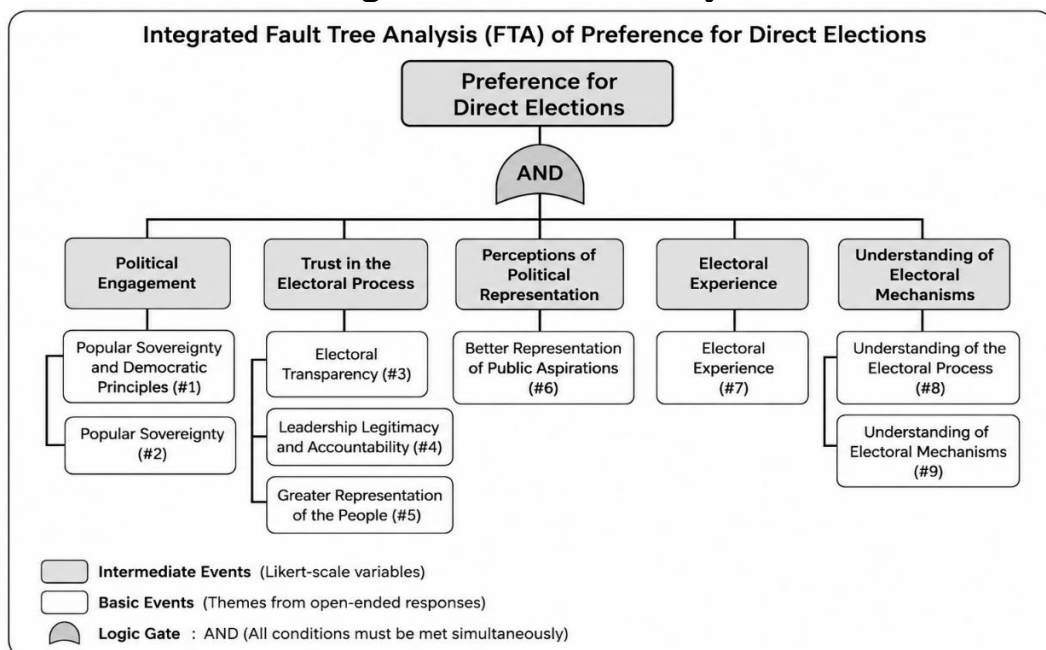 Integrated Fault Tree Analysis (FTA) of Preference for Direct Elections
Preference for
Direct Elections
AND
Political
Engagement
Trust in the
Electoral Process
Perceptions of
Political
Representation
Electoral
Experience
Understanding of
Electoral
Mechanisms
Popular Sovereignty
and Democratic
Principles (#1)
Popular Sovereignty
(#2)
Electoral
Transparency (#3)
Leadership Legitimacy
and Accountability (#4)
Greater Representation
of the People (#5)
Better Representation
of Public Aspirations
(#6)
Electoral
Experience
(#7)
Understanding of the
Electoral Process
(#8)
Understanding of
Electoral Mechanisms
(#9)
Intermediate Events (Likert-scale variables)
Basic Events (Themes from open-ended responses)
Logic Gate : AND (All conditions must be met simultaneously)